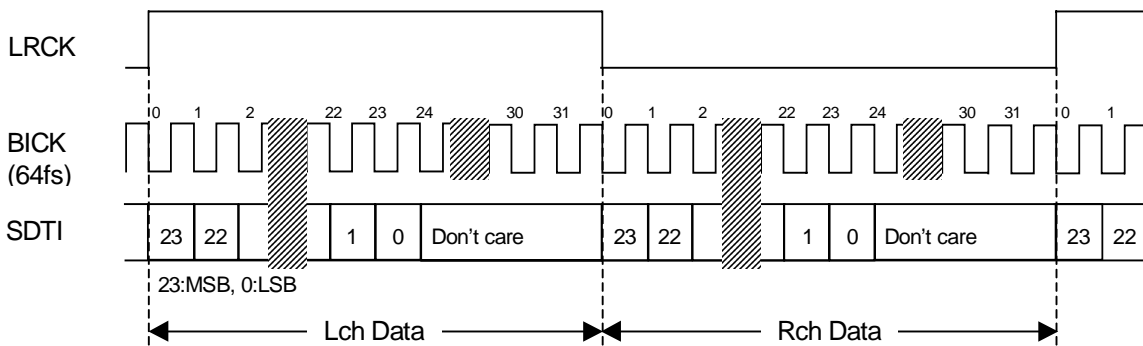 LRCK
0 1 2 22 23 24 30 31 0 1 2 22 23 24 30 31 0 1
BICK
(64fs)
SDTI 23 22 1 0 Don't care 23 22 1 0 Don't care 23 22
23:MSB, 0:LSB
Lch Data Rch Data